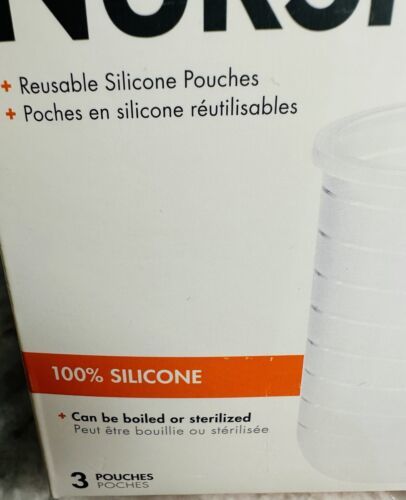 + Reusable Silicone Pouches
+ Poches en silicone réutilisables
100% SILICONE
+ Can be boiled or sterilized
Peut être bouillie ou stérilisée
3 POUCHES
POCHES